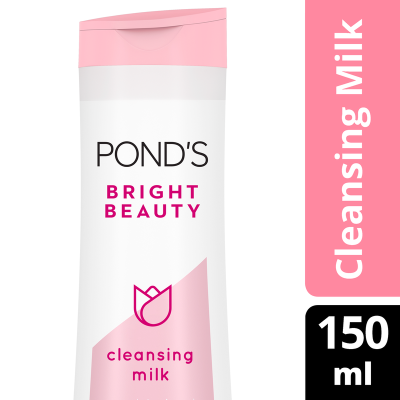 POND'S
BRIGHT
BEAUTY
cleansing
milk
Cleansing Milk
150
ml